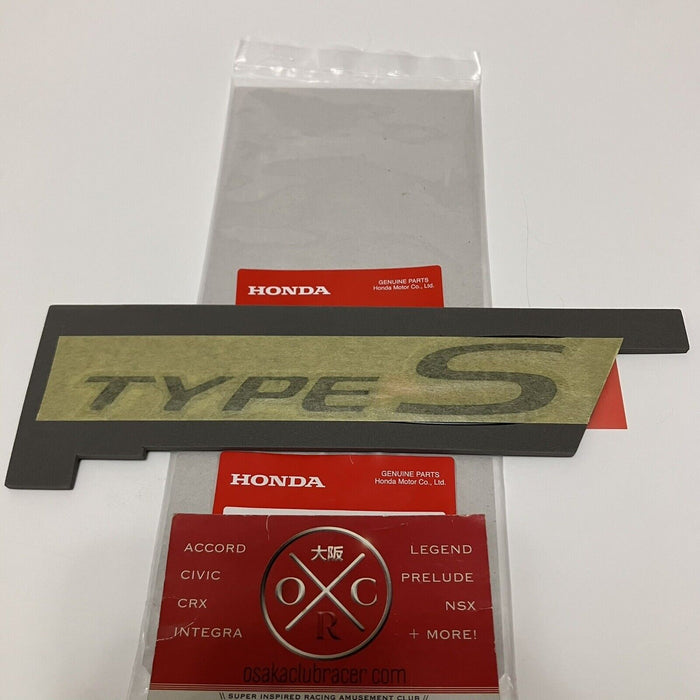 HONDA
GENUINE PARTS
Honda Motor Co., Ltd.
TYPE S
HONDA
GENUINE PARTS
Honda Motor Co., Ltd.
ACCORD
CIVIC
CRX
INTEGRA
大阪
O C
R
LEGEND
PRELUDE
NSX
+ MORE!
osakaclubracer.com
\\ SUPER INSPIRED RACING AMUSEMENT CLUB //